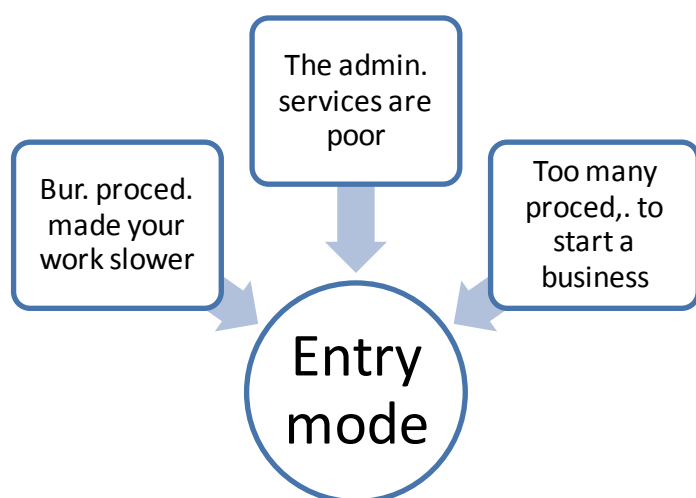 The admin.
services are
poor
Bur. proced.
made your
work slower
Too many
proced,. to
start a
business
Entry
mode